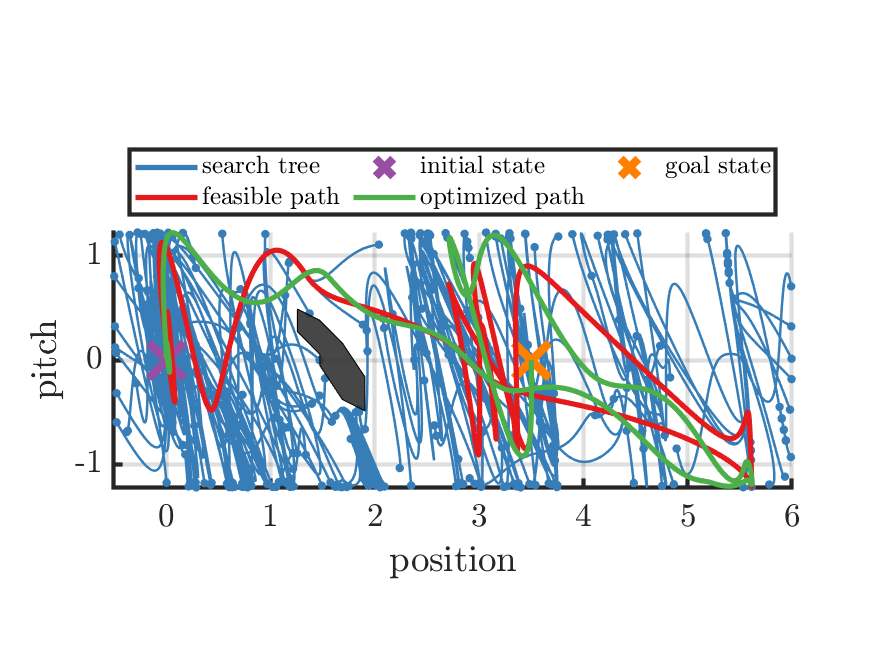 search tree initial state goal state
feasible path optimized path
1
0
-1
pitch
0 1 2 3 4 5 6
position